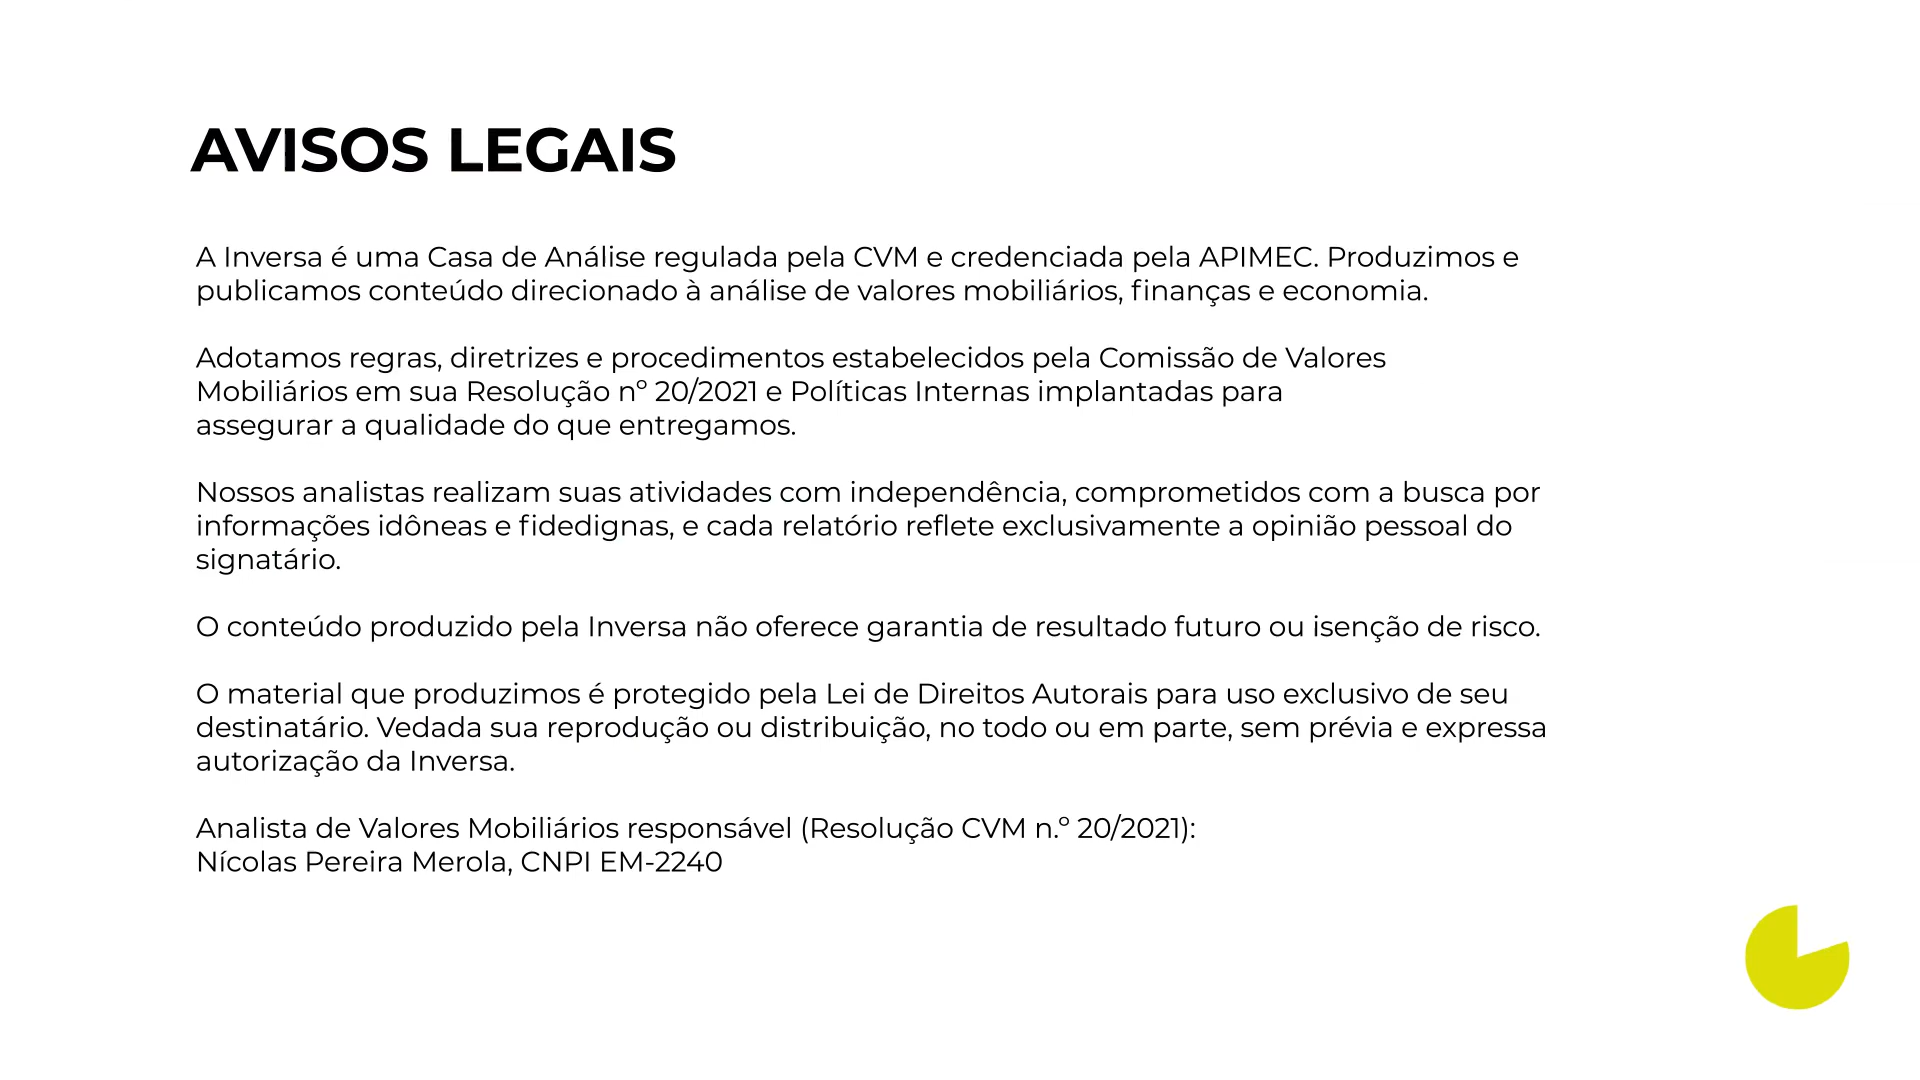 AVISOS LEGAIS
A Inversa é uma Casa de Análise regulada pela CVM e credenciada pela APIMEC. Produzimos e
publicamos conteúdo direcionado à análise de valores mobiliários, finanças e economia.
Adotamos regras, diretrizes e procedimentos estabelecidos pela Comissão de Valores
Mobiliários em sua Resolução nº 20/2021 e Políticas Internas implantadas para
assegurar a qualidade do que entregamos.
Nossos analistas realizam suas atividades com independência, comprometidos com a busca por
informações idôneas e fidedignas, e cada relatório reflete exclusivamente a opinião pessoal do
signatário.
O conteúdo produzido pela Inversa não oferece garantia de resultado futuro ou isenção de risco.
O material que produzimos é protegido pela Lei de Direitos Autorais para uso exclusivo de seu
destinatário. Vedada sua reprodução ou distribuição, no todo ou em parte, sem prévia e expressa
autorização da Inversa.
Analista de Valores Mobiliários responsável (Resolução CVM n.º 20/2021):
Nícolas Pereira Merola, CNPI EM-2240